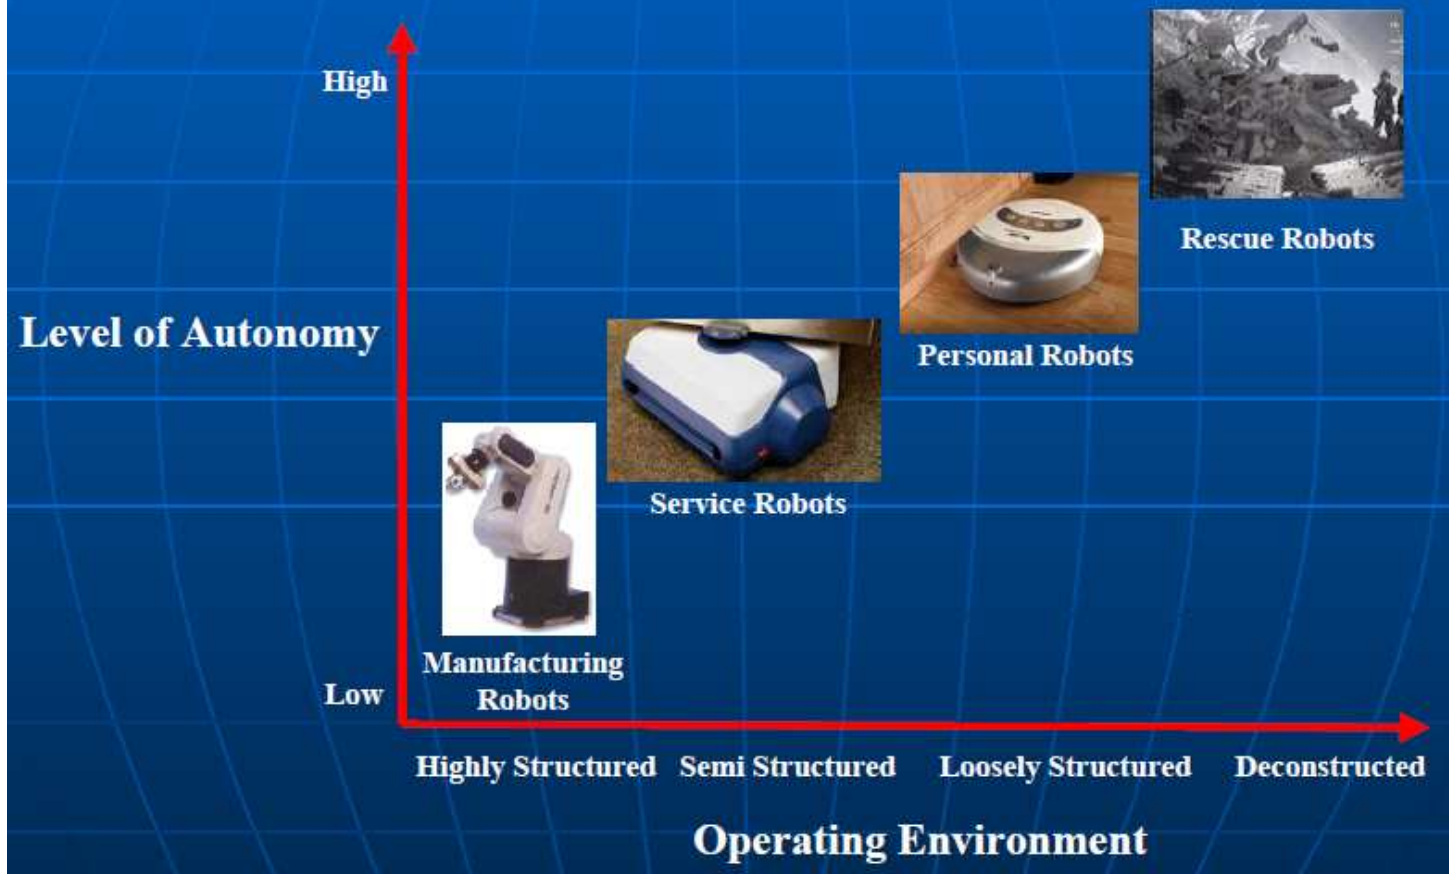 High
Rescue Robots
Level of Autonomy
Personal Robots
Service Robots
Manufacturing
Robots
Low
Highly Structured
Semi Structured
Loosely Structured
Deconstructed
Operating Environment